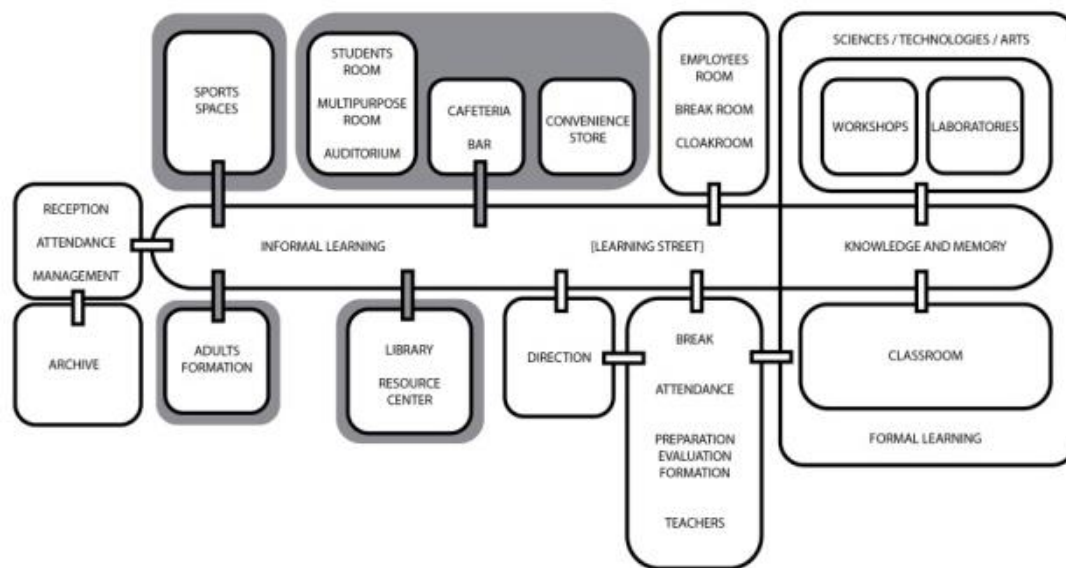 SPORTS
SPACES
STUDENTS
ROOM
MULTIPURPOSE
ROOM
AUDITORIUM
CAFETERIA
BAR
CONVENIENCE
STORE
EMPLOYEES
ROOM
BREAK ROOM
CLOAKROOM
SCIENCES / TECHNOLOGIES / ARTS
WORKSHOPS
LABORATORIES
RECEPTION
ATTENDANCE
MANAGEMENT
INFORMAL LEARNING
[LEARNING STREET]
KNOWLEDGE AND MEMORY
ARCHIVE
ADULTS
FORMATION
LIBRARY
RESOURCE
CENTER
DIRECTION
BREAK
ATTENDANCE
PREPARATION
EVALUATION
FORMATION
TEACHERS
CLASSROOM
FORMAL LEARNING